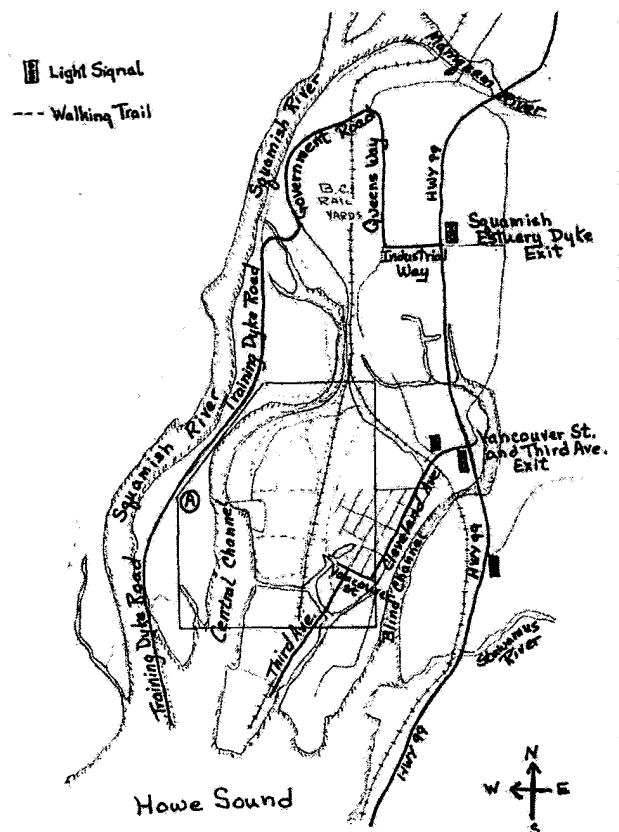 Light Signal
Walking Trail
Mamquam River
Squamish River
Government Road
B.C.
RAIL
YARDS
Queens Way
HWY 99
Squamish
Estuary Dyke
Exit
Industrial
Way
Training Dyke Road
Squamish River
Vancouver St.
and Third Ave.
Exit
A
Central Channel
Cleveland Ave.
Blind Channel
HWY 99
Vancouver
St.
Third Ave.
Training Dyke Road
Stawamus
River
HWY 99
Howe Sound
N
W E
S